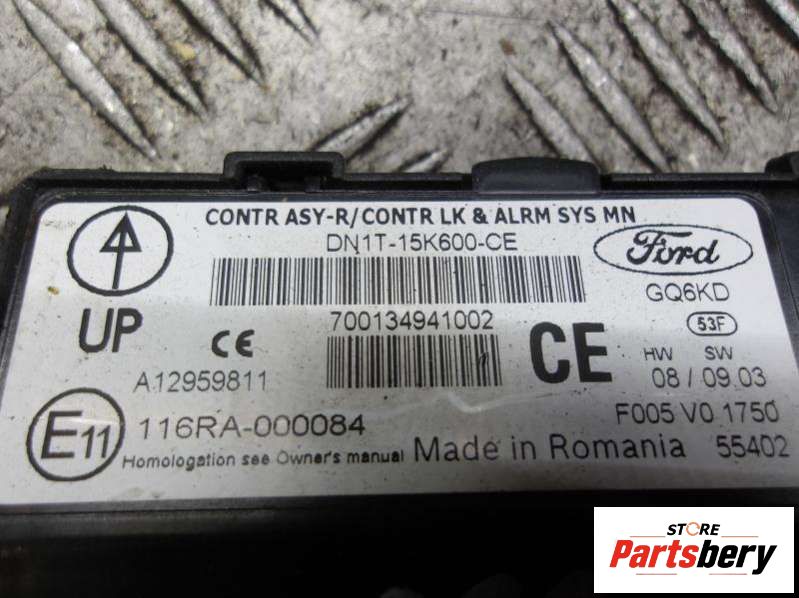 CONTR ASY-R/CONTR LK & ALRM SYS MN
DN1T-15K600-CE
Ford
GQ6KD
UP
CE
700134941002
CE
53F
HW SW
08/09.03
A12959811
E11
116RA-000084
F005 V0 1750
Homologation see Owner's manual
Made in Romania
55402
STORE
Partsbery